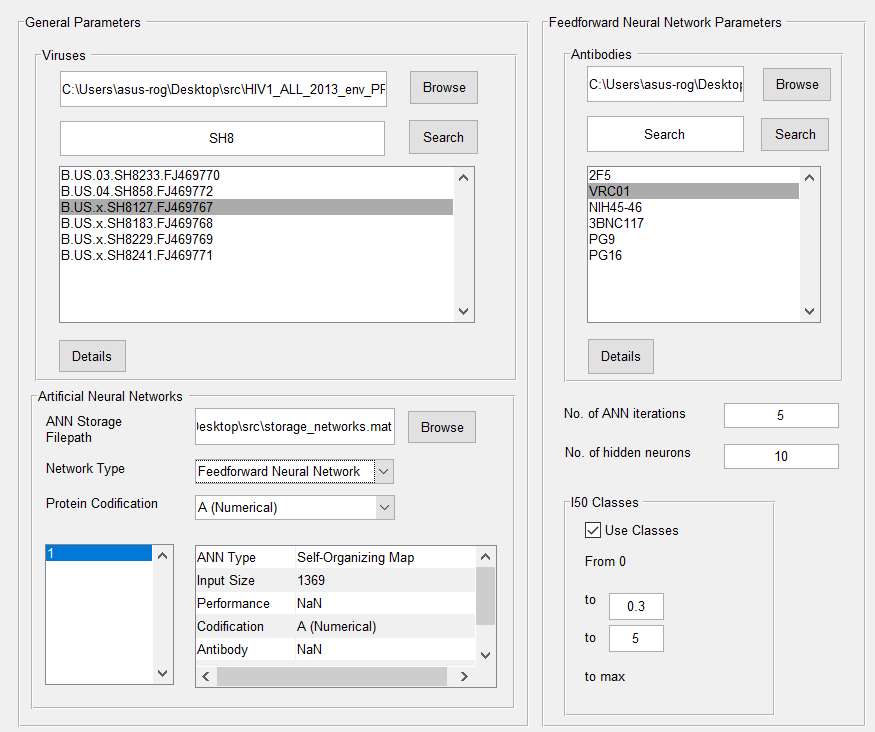 General Parameters
Viruses
C:\Users\asus-rog\Desktop\src\HIV1_ALL_2013_env_PR
Browse
SH8
Search
B.US.03.SH8233.FJ469770
B.US.04.SH858.FJ469772
B.US.x.SH8127.FJ469767
B.US.x.SH8183.FJ469768
B.US.x.SH8229.FJ469769
B.US.x.SH8241.FJ469771
Details
Artificial Neural Networks
ANN Storage
Filepath
Desktop\src\storage_networks.mat
Browse
Network Type
Feedforward Neural Network
Protein Codification
A (Numerical)
1
ANN Type Self-Organizing Map
Input Size 1369
Performance NaN
Codification A (Numerical)
Antibody NaN
Feedforward Neural Network Parameters
Antibodies
C:\Users\asus-rog\Desktop
Browse
Search
Search
2F5
VRC01
NIH45-46
3BNC117
PG9
PG16
Details
No. of ANN iterations 5
No. of hidden neurons 10
I50 Classes
Use Classes
From 0
to 0.3
to 5
to max